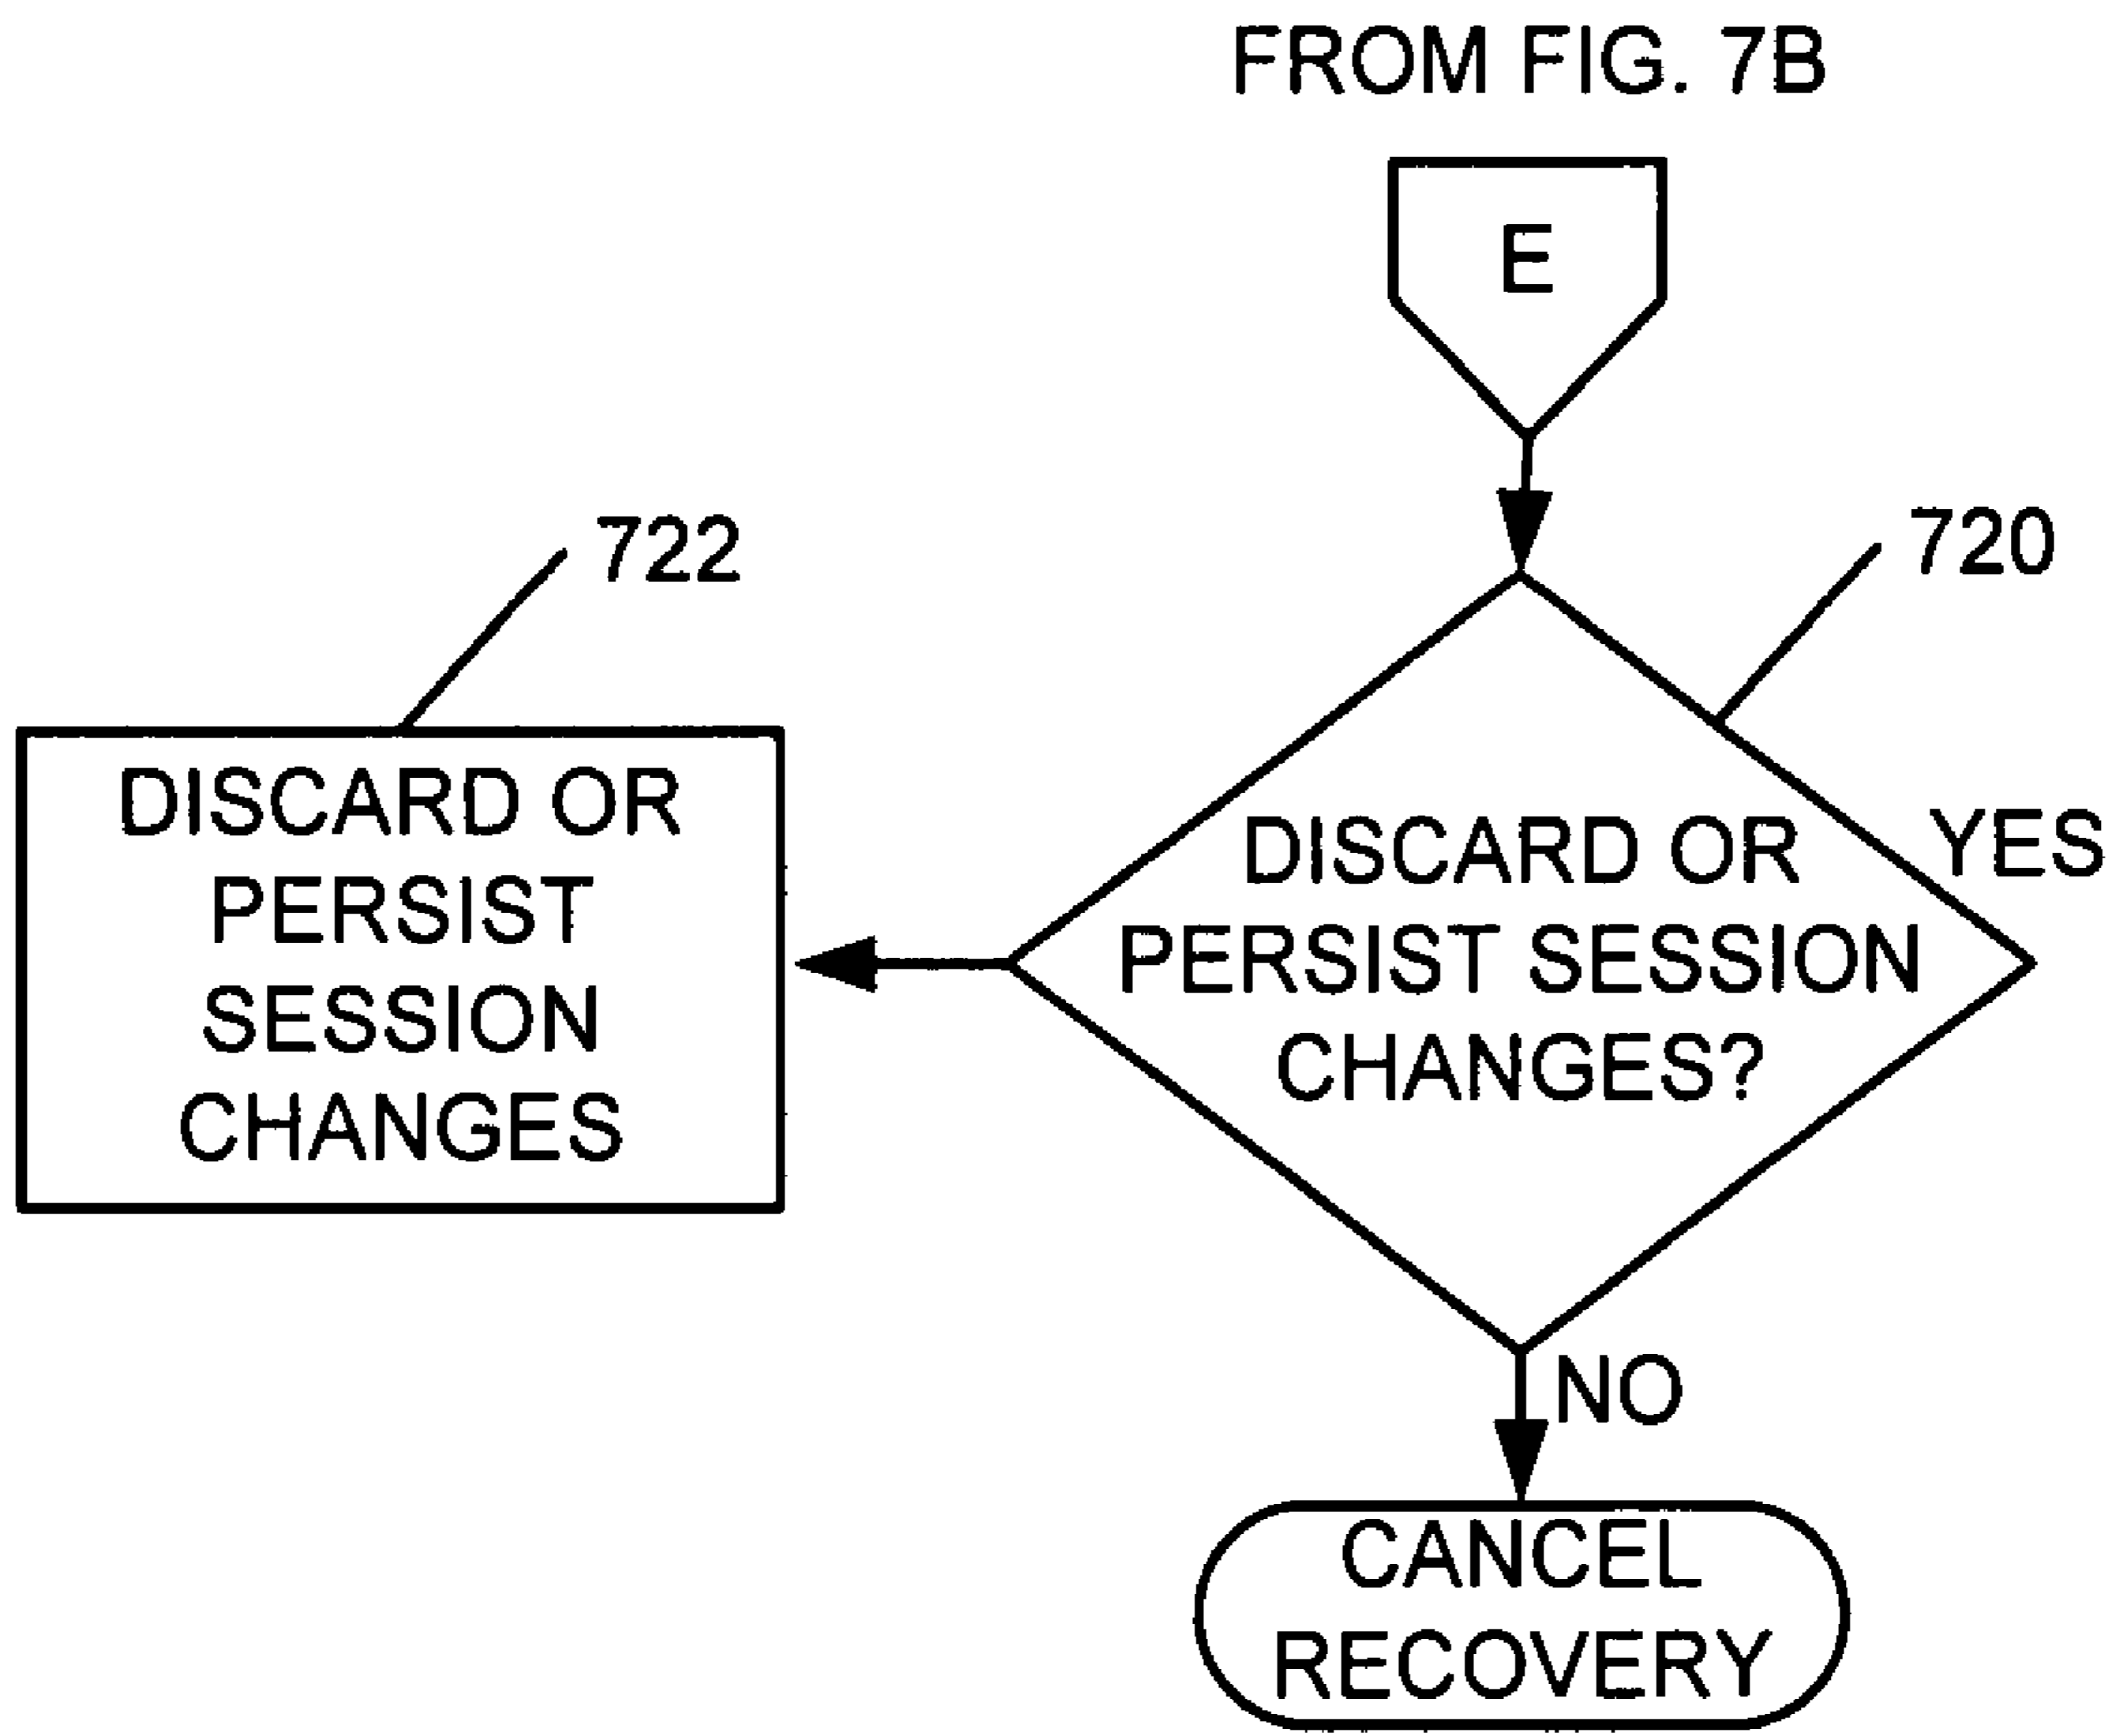 FROM FIG. 7B
E
722
720
DISCARD OR
PERSIST
SESSION
CHANGES
DISCARD OR
PERSIST SESSION
CHANGES?
YES
NO
CANCEL
RECOVERY